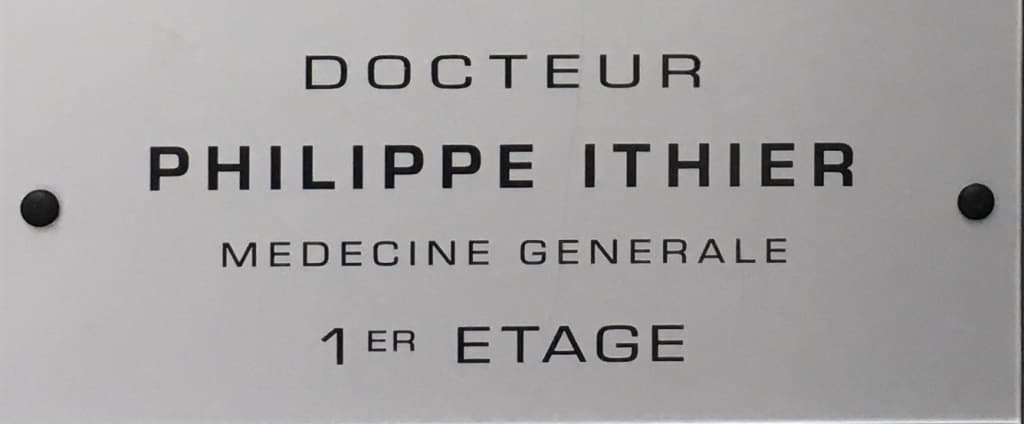 DOCTEUR
PHILIPPE ITHIER
MEDECINE GENERALE
1ER ETAGE